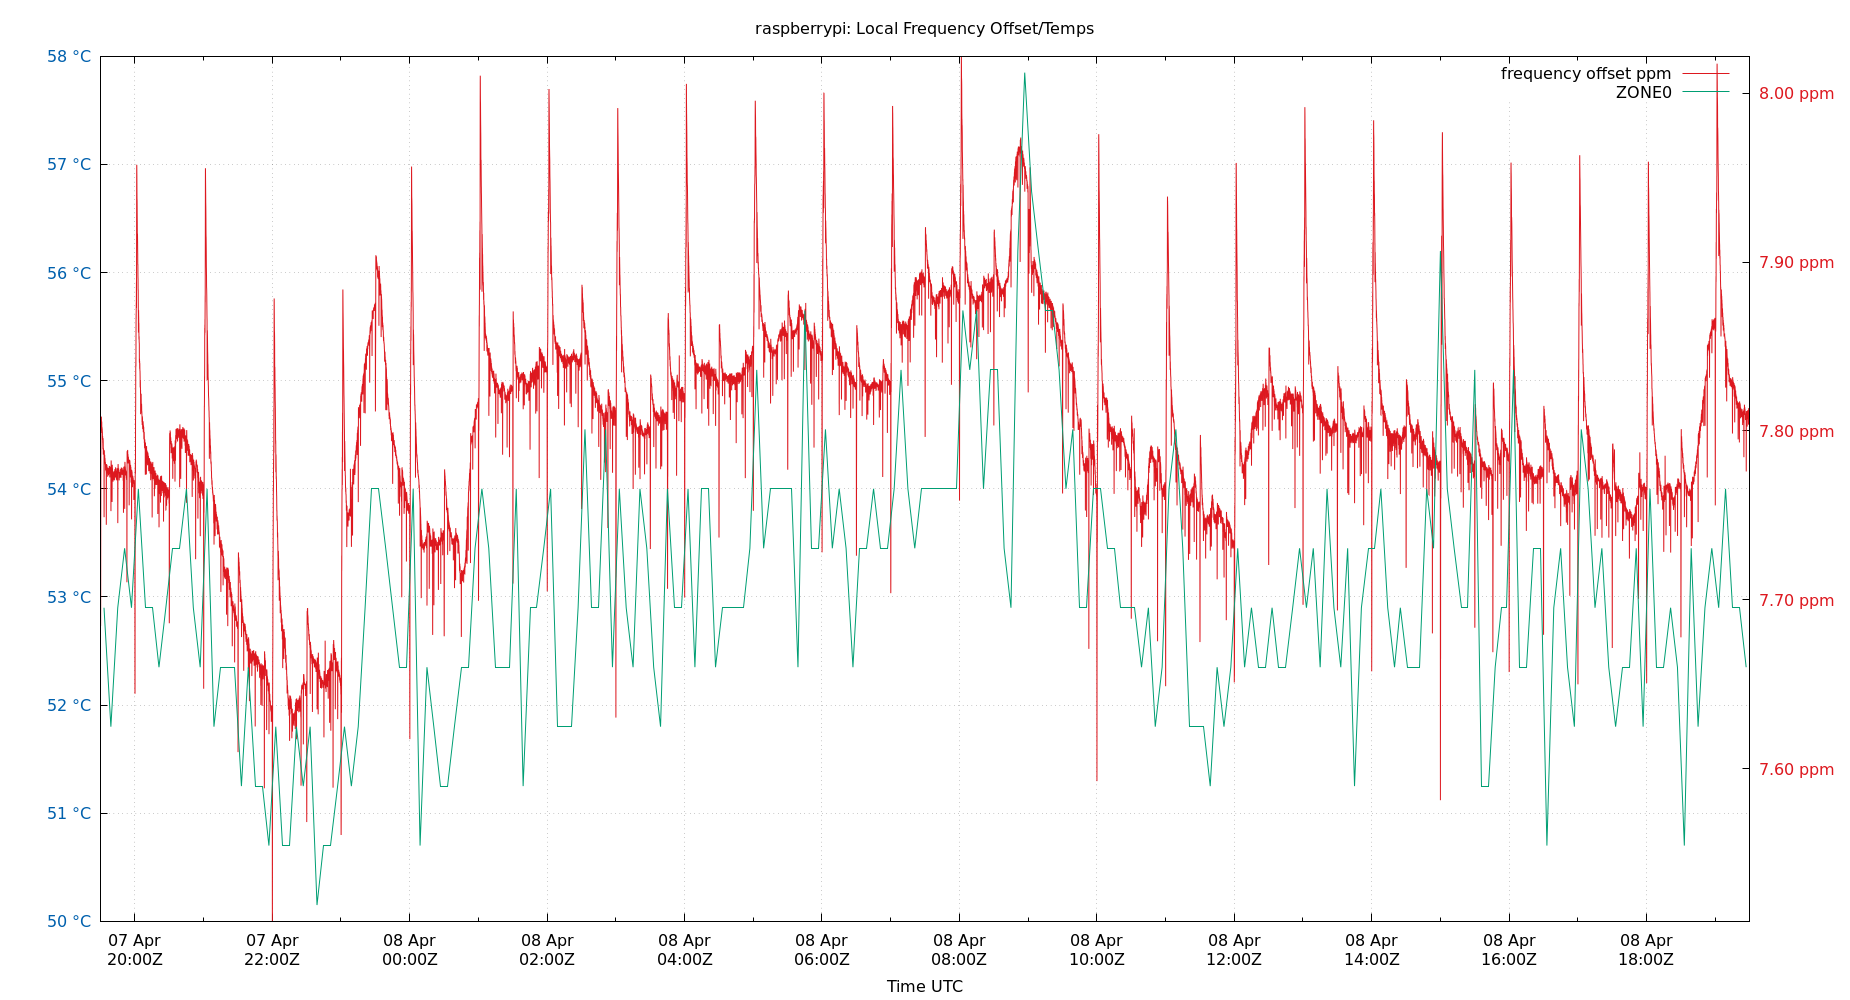 raspberrypi: Local Frequency Offset/Temps
58 °C
57 °C
56 °C
55 °C
54 °C
53 °C
52 °C
51 °C
50 °C
frequency offset ppm
ZONE0
8.00 ppm
7.90 ppm
7.80 ppm
7.70 ppm
7.60 ppm
07 Apr
20:00Z
07 Apr
22:00Z
08 Apr
00:00Z
08 Apr
02:00Z
08 Apr
04:00Z
08 Apr
06:00Z
08 Apr
08:00Z
08 Apr
10:00Z
08 Apr
12:00Z
08 Apr
14:00Z
08 Apr
16:00Z
08 Apr
18:00Z
Time UTC